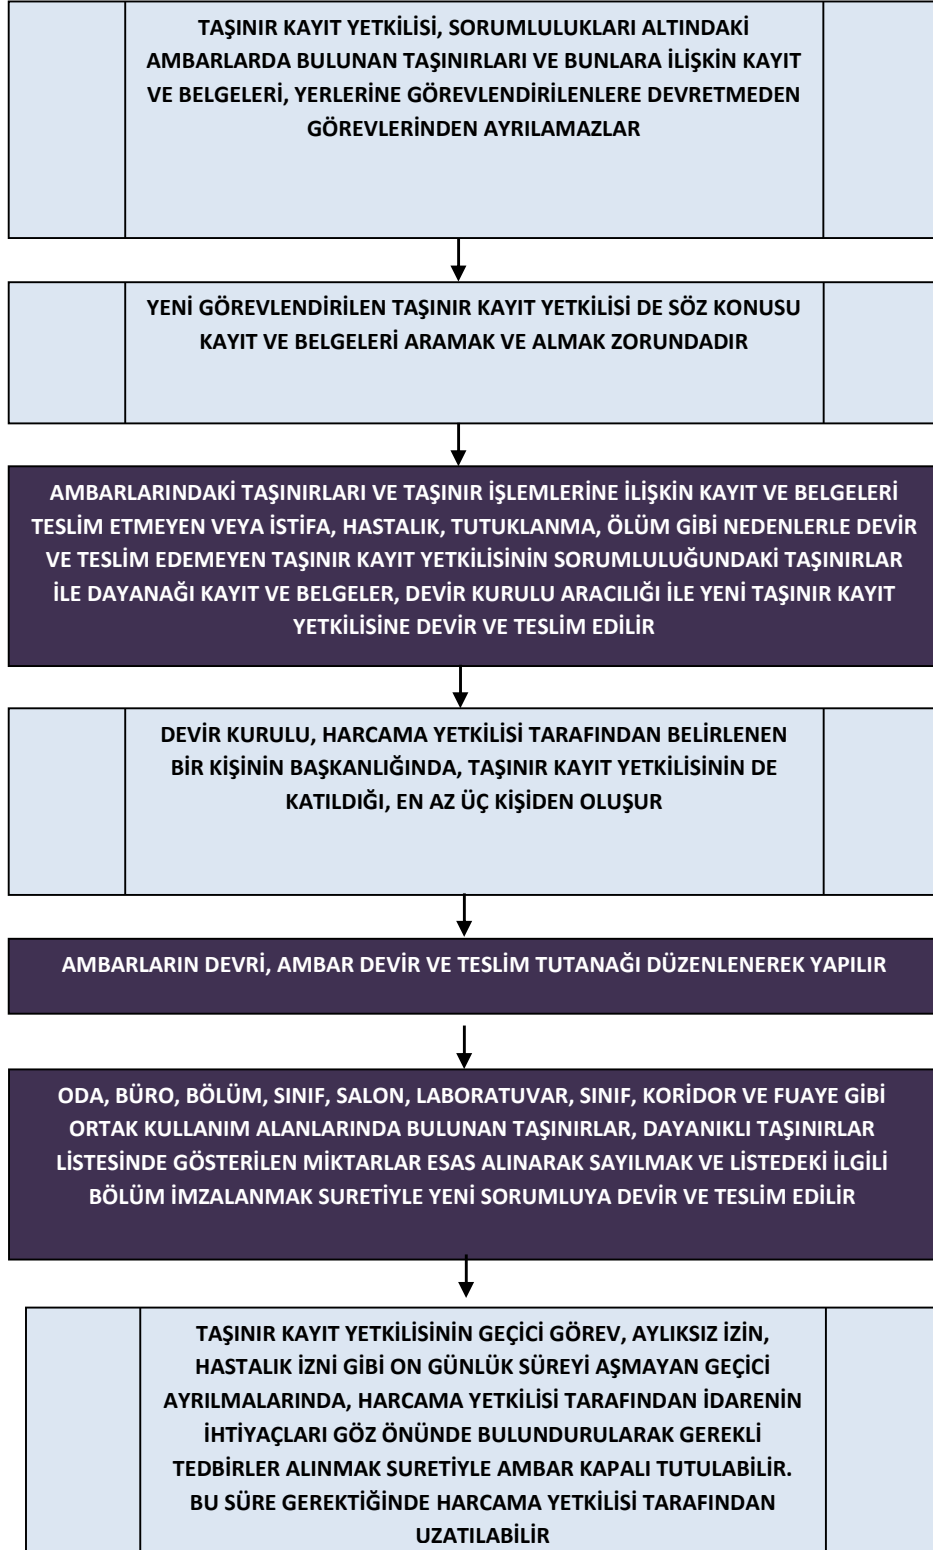 TAŞINIR KAYIT YETKİLİSİ, SORUMLULUKLARI ALTINDAKİ
AMBARLARDA BULUNAN TAŞINIRLARI VE BUNLARA İLİŞKİN KAYIT
VE BELGELERİ, YERLERİNE GÖREVLENDİRİLENLERE DEVRETMEDEN
GÖREVLERİNDEN AYRILAMAZLAR
YENİ GÖREVLENDİRİLEN TAŞINIR KAYIT YETKİLİSİ DE SÖZ KONUSU
KAYIT VE BELGELERİ ARAMAK VE ALMAK ZORUNDADIR
AMBARLARINDAKİ TAŞINIRLARI VE TAŞINIR İŞLEMLERİNE İLİŞKİN KAYIT VE BELGELERİ
TESLİM ETMEYEN VEYA İSTİFA, HASTALIK, TUTUKLANMA, ÖLÜM GİBİ NEDENLERLE DEVİR
VE TESLİM EDEMEYEN TAŞINIR KAYIT YETKİLİSİNİN SORUMLULUĞUNDAKİ TAŞINIRLAR
İLE DAYANAĞI KAYIT VE BELGELER, DEVİR KURULU ARACILIĞI İLE YENİ TAŞINIR KAYIT
YETKİLİSİNE DEVİR VE TESLİM EDİLİR
DEVİR KURULU, HARCAMA YETKİLİSİ TARAFINDAN BELİRLENEN
BİR KİŞİNİN BAŞKANLIĞINDA, TAŞINIR KAYIT YETKİLİSİNİN DE
KATILDIĞI, EN AZ ÜÇ KİŞİDEN OLUŞUR
AMBARLARIN DEVRİ, AMBAR DEVİR VE TESLİM TUTANAĞI DÜZENLENEREK YAPILIR
ODA, BÜRO, BÖLÜM, SINIF, SALON, LABORATUVAR, SINIF, KORİDOR VE FUAYE GİBİ
ORTAK KULLANIM ALANLARINDA BULUNAN TAŞINIRLAR, DAYANIKLI TAŞINIRLAR
LİSTESİNDE GÖSTERİLEN MİKTARLAR ESAS ALINARAK SAYILMAK VE LİSTEDEKİ İLGİLİ
BÖLÜM İMZALANMAK SURETİYLE YENİ SORUMLUYA DEVİR VE TESLİM EDİLİR
TAŞINIR KAYIT YETKİLİSİNİN GEÇİCİ GÖREV, AYLIKSIZ İZİN,
HASTALIK İZNİ GİBİ ON GÜNLÜK SÜREYİ AŞMAYAN GEÇİCİ
AYRILMALARINDA, HARCAMA YETKİLİSİ TARAFINDAN İDARENİN
İHTİYAÇLARI GÖZ ÖNÜNDE BULUNDURULARAK GEREKLİ
TEDBİRLER ALINMAK SURETİYLE AMBAR KAPALI TUTULABİLİR.
BU SÜRE GEREKTİĞİNDE HARCAMA YETKİLİSİ TARAFINDAN
UZATILABİLİR